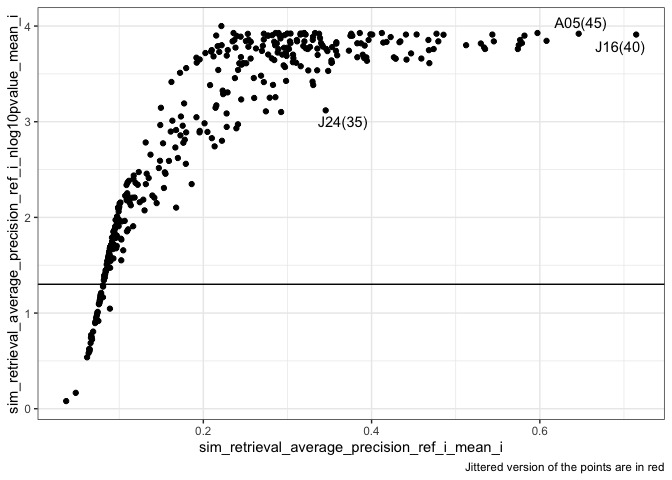 sim_retrieval_average_precision_ref_i_nlog10pvalue_mean_i
4
3
2
1
0
A05(45)
J16(40)
J24(35)
0.2
0.4
0.6
sim_retrieval_average_precision_ref_i_mean_i
Jittered version of the points are in red